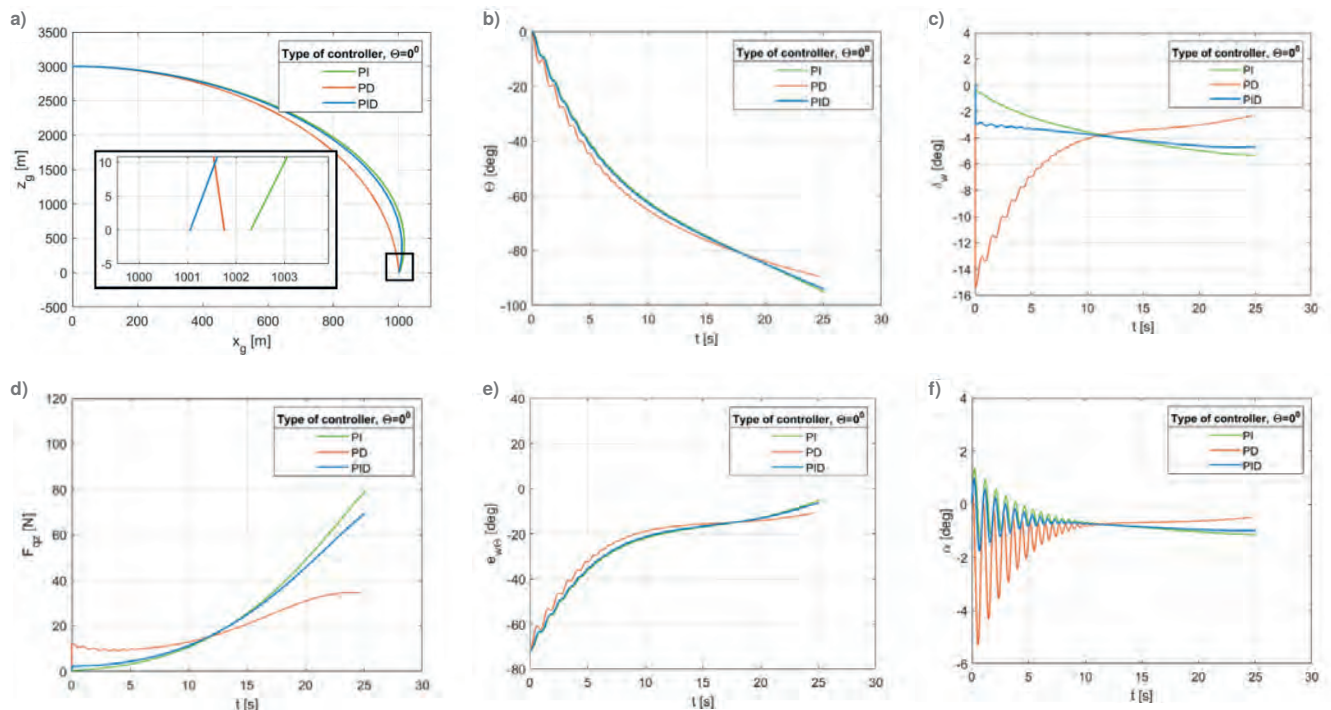 a)
3500
3000
2500
2000
1500
1000
500
0
-500
z_g [m]
Type of controller, Θ=0⁰
PI
PD
PID
10
5
0
-5
1000 1001 1002 1003
0 200 400 600 800 1000
x_g [m]
b)
0
-20
-40
-60
-80
-100
Θ [deg]
Type of controller, Θ=0⁰
PI
PD
PID
0 5 10 15 20 25 30
t [s]
c)
4
2
0
-2
-4
-6
-8
-10
-12
-14
-16
δ_w [deg]
Type of controller, Θ=0⁰
PI
PD
PID
0 5 10 15 20 25 30
t [s]
d)
120
100
80
60
40
20
0
F_gz [N]
Type of controller, Θ=0⁰
PI
PD
PID
0 5 10 15 20 25 30
t [s]
e)
40
20
0
-20
-40
-60
-80
e_wΘ [deg]
Type of controller, Θ=0⁰
PI
PD
PID
0 5 10 15 20 25 30
t [s]
f)
4
2
0
-2
-4
-6
α [deg]
Type of controller, Θ=0⁰
PI
PD
PID
0 5 10 15 20 25 30
t [s]